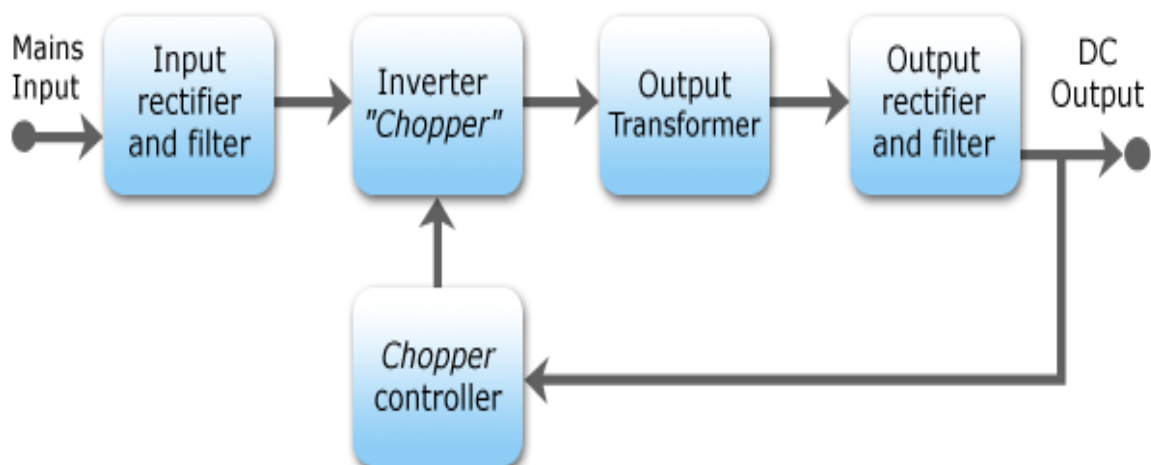 Mains
Input
Input
rectifier
and filter
Inverter
"Chopper"
Output
Transformer
Output
rectifier
and filter
DC
Output
Chopper
controller